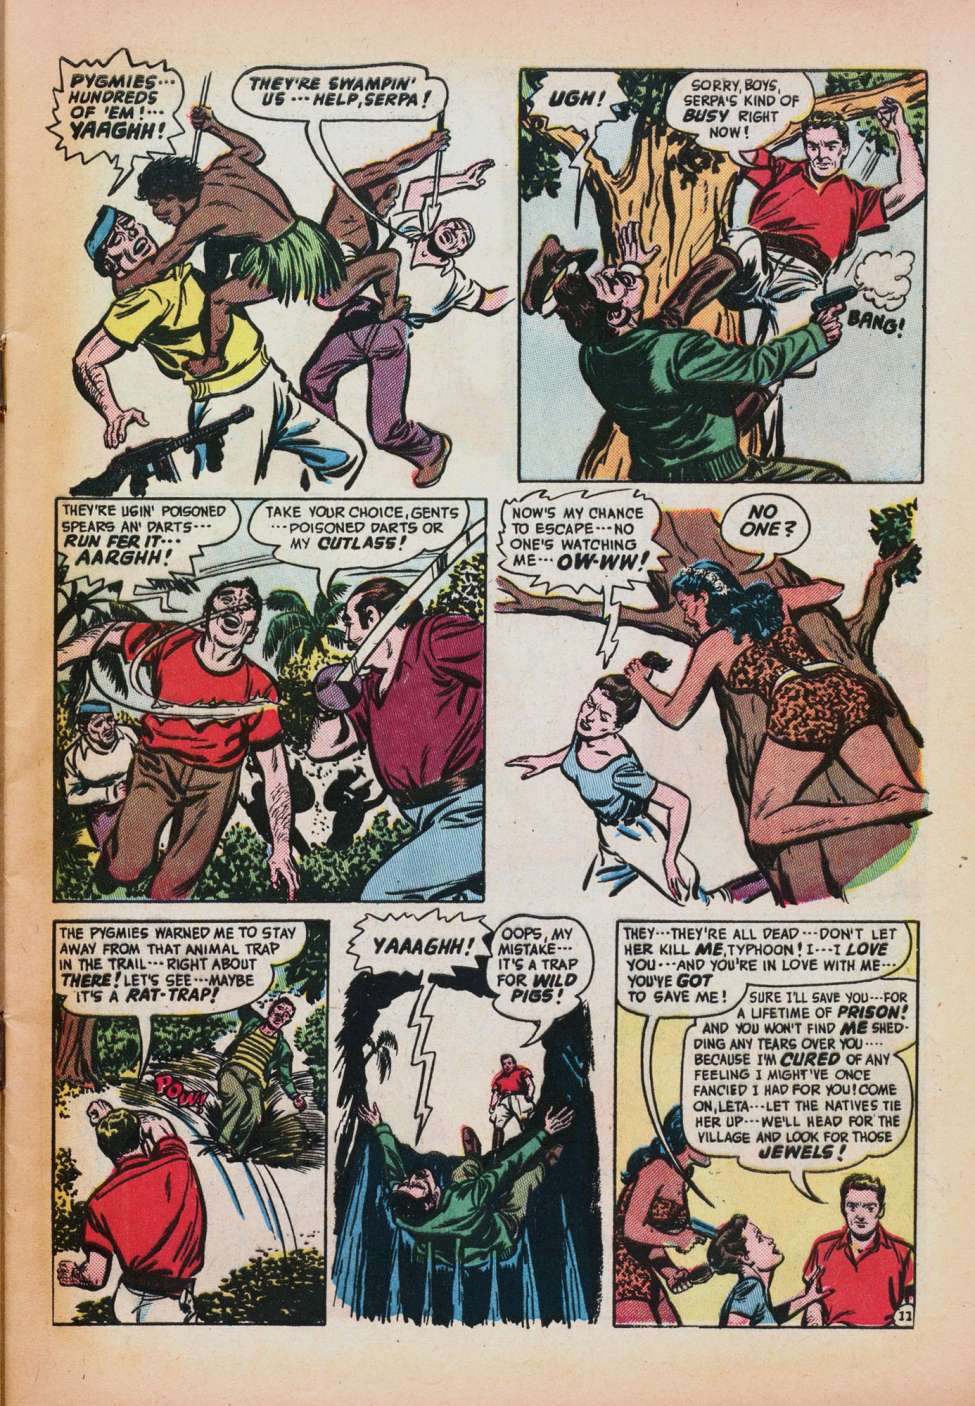 PYGMIES...
HUNDREDS
OF 'EM!...
YAAGHH!
THEY'RE SWAMPIN'
US...HELP, SERPA!
UGH!
SORRY, BOYS,
SERPA'S KIND OF
BUSY RIGHT
NOW!
BANG!
THEY'RE USIN' POISONED
SPEARS AN' DARTS...
RUN FER IT...
AARGHH!
TAKE YOUR CHOICE, GENTS
...POISONED DARTS OR
MY CUTLASS!
NOW'S MY CHANCE
TO ESCAPE...NO
ONE'S WATCHING
ME...OW-WW!
NO
ONE?
THE PYGMIES WARNED ME TO STAY
AWAY FROM THAT ANIMAL TRAP
IN THE TRAIL...RIGHT ABOUT
THERE! LET'S SEE...MAYBE
IT'S A RAT-TRAP!
POW!
YAAAGHH!
OOPS, MY
MISTAKE...
IT'S A TRAP
FOR WILD
PIGS!
THEY...THEY'RE ALL DEAD...DON'T LET
HER KILL ME, TYPHOON! I...I LOVE
YOU...AND YOU'RE IN LOVE WITH ME...
YOU'VE GOT
TO SAVE ME!
SURE I'LL SAVE YOU...FOR
A LIFETIME OF PRISON!
AND YOU WON'T FIND ME SHED-
DING ANY TEARS OVER YOU....
BECAUSE I'M CURED OF ANY
FEELING I MIGHT'VE ONCE
FANCIED I HAD FOR YOU! COME
ON, LETA...LET THE NATIVES TIE
HER UP...WE'LL HEAD FOR THE
VILLAGE AND LOOK FOR THOSE
JEWELS!
11